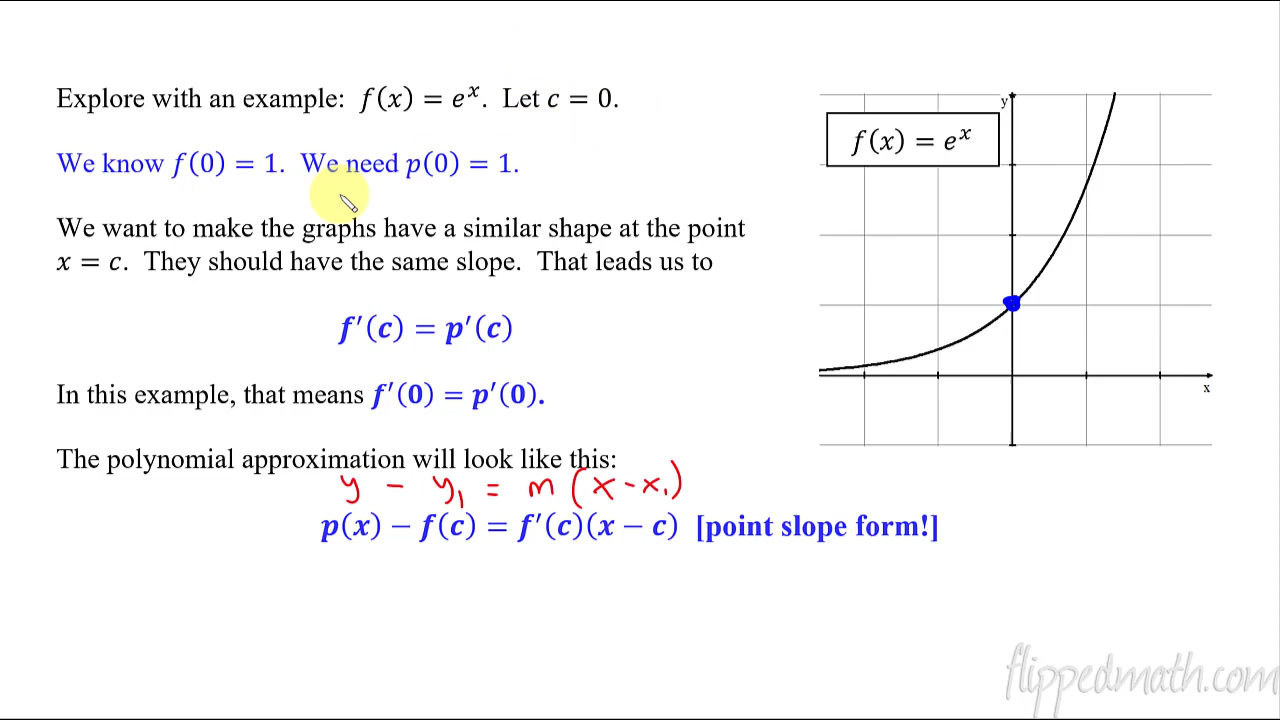 Explore with an example: f(x) = eˣ. Let c = 0.
We know f(0) = 1. We need p(0) = 1.
We want to make the graphs have a similar shape at the point
x = c. They should have the same slope. That leads us to
f′(c) = p′(c)
In this example, that means f′(0) = p′(0).
The polynomial approximation will look like this:
y - y₁ = m (x - x₁)
p(x) − f(c) = f′(c)(x − c) [point slope form!]
y
f(x) = eˣ
x
flippedmath.com